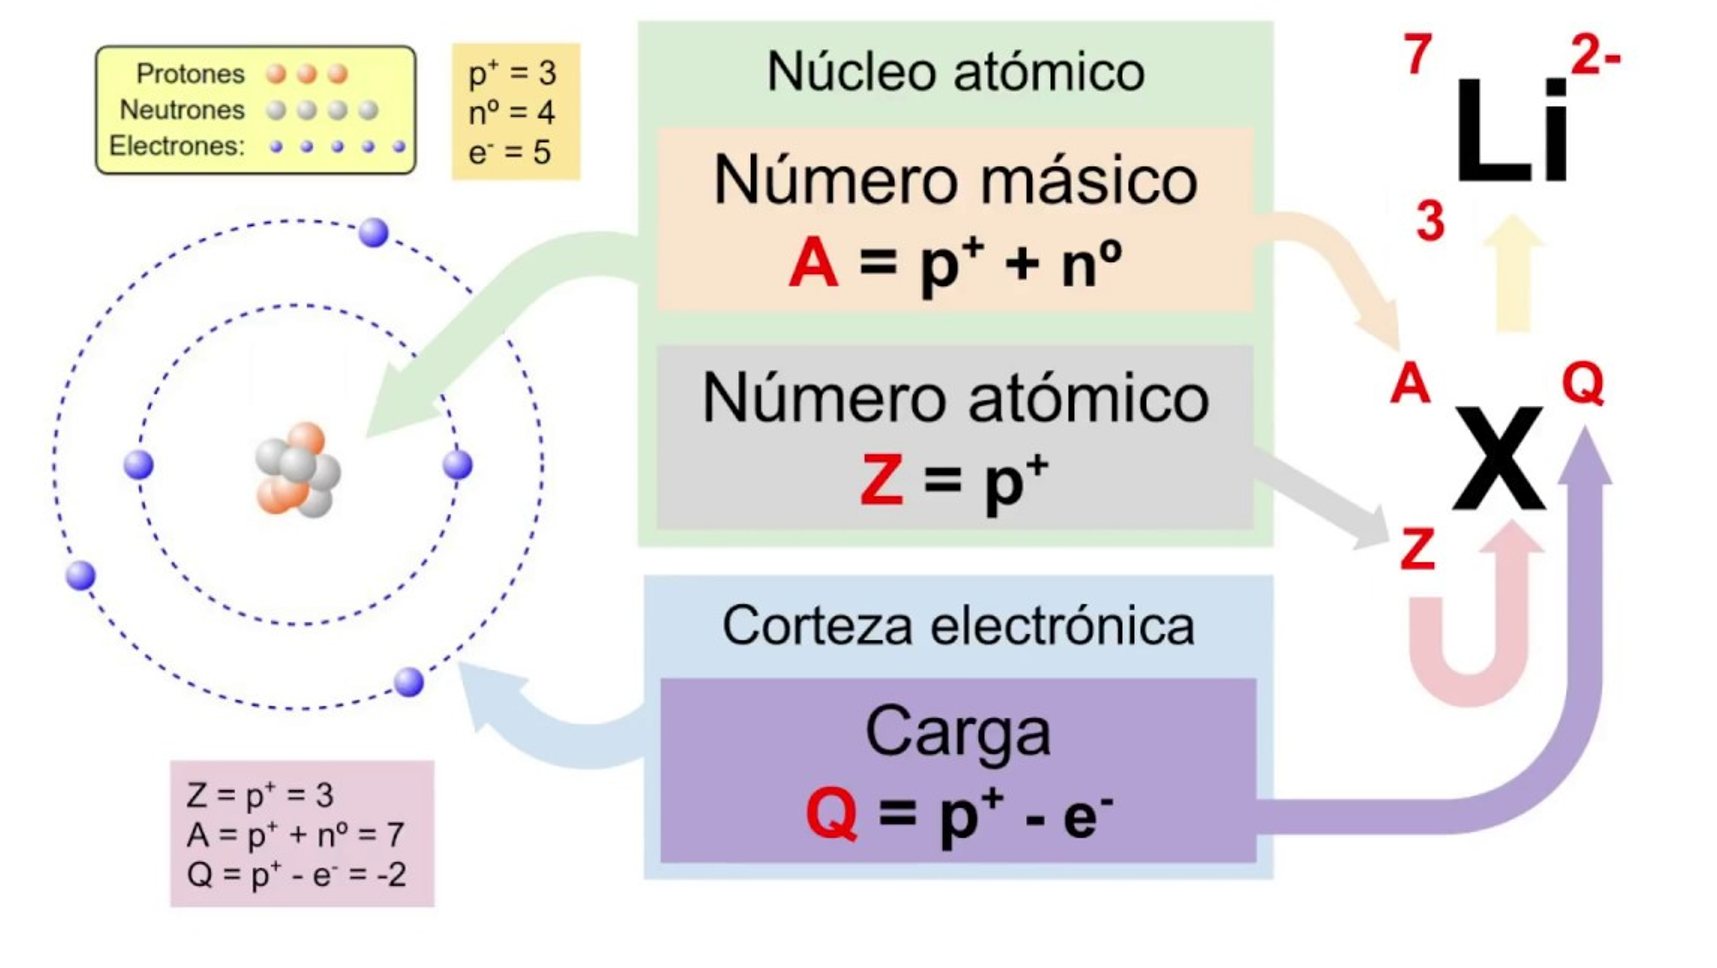 Protones
Neutrones
Electrones:
p⁺ = 3
nº = 4
e⁻ = 5
Núcleo atómico
Número másico
A = p⁺ + nº
Número atómico
Z = p⁺
Corteza electrónica
Carga
Q = p⁺ - e⁻
Z = p⁺ = 3
A = p⁺ + nº = 7
Q = p⁺ - e⁻ = -2
7
2-
Li
3
A
Q
X
Z